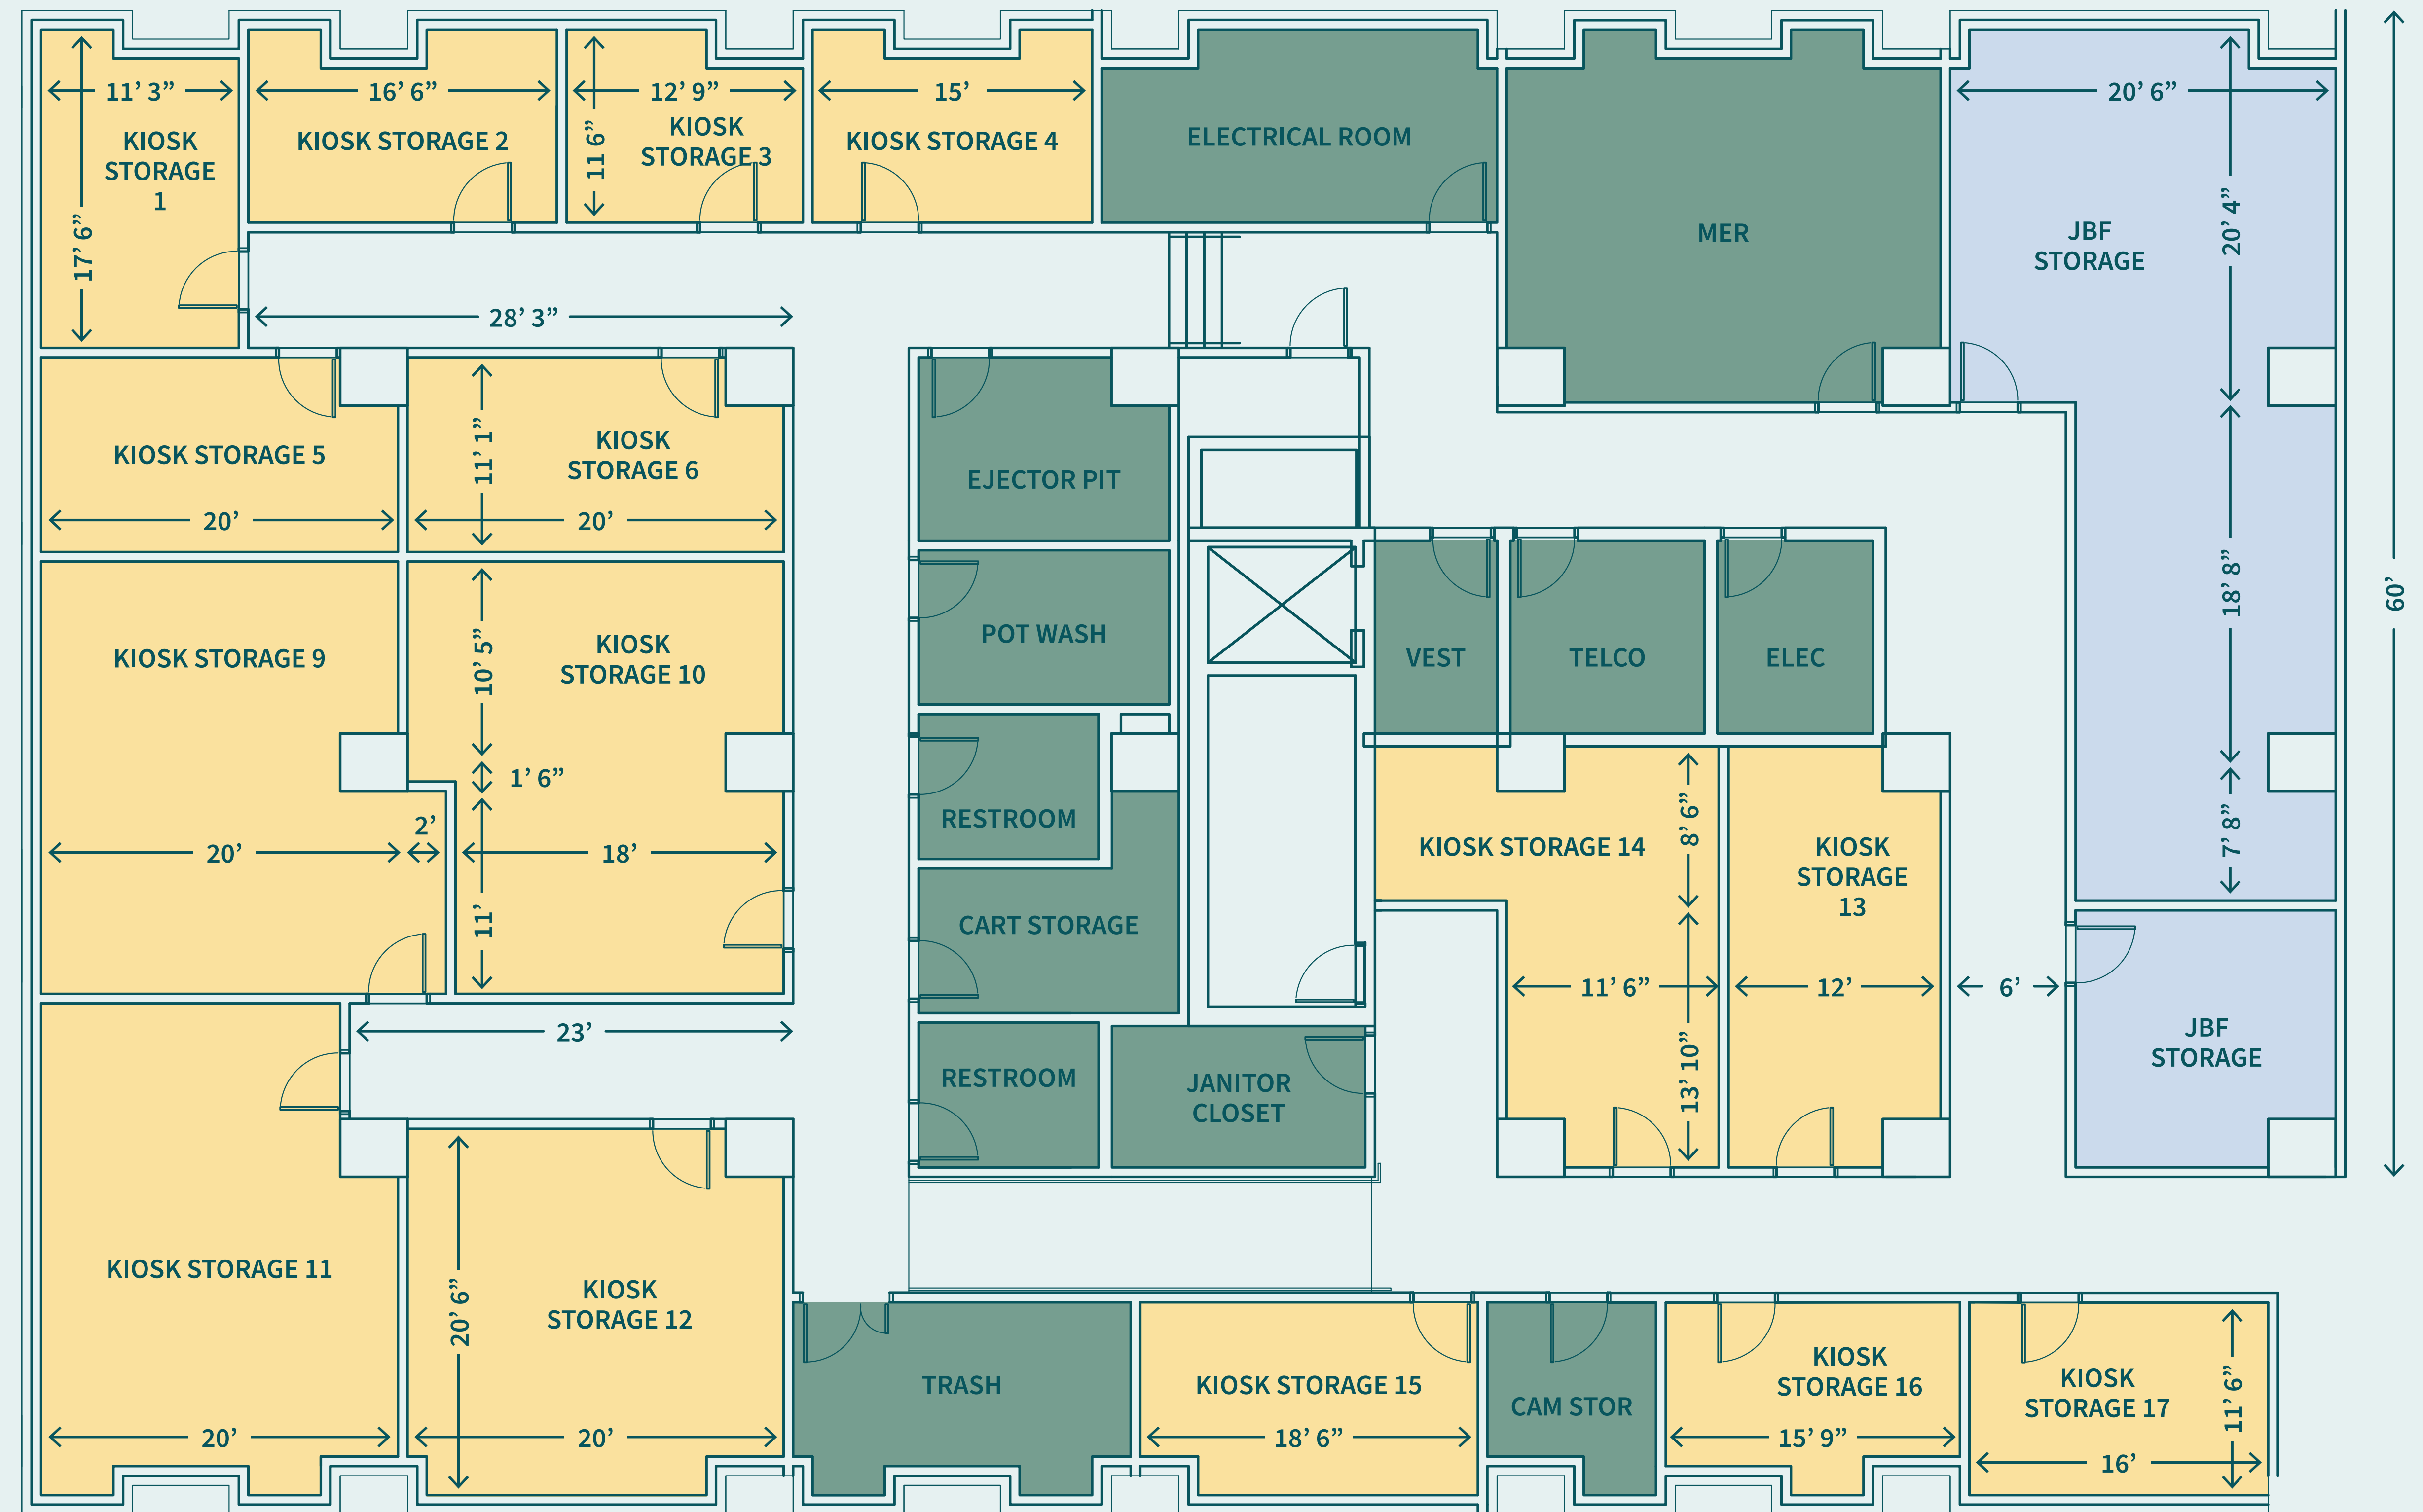 11’ 3”
16’ 6”
12’ 9”
15’
20’ 6”
KIOSK
STORAGE
1
17’ 6”
KIOSK STORAGE 2
11 6”
KIOSK
STORAGE 3
KIOSK STORAGE 4
ELECTRICAL ROOM
MER
JBF
STORAGE
20’ 4”
28’ 3”
KIOSK STORAGE 5
20’
11’ 1”
KIOSK
STORAGE 6
20’
EJECTOR PIT
18’ 8”
60’
KIOSK STORAGE 9
10’ 5”
KIOSK
STORAGE 10
POT WASH
VEST
TELCO
ELEC
1’ 6”
2’
20’
18’
11’
RESTROOM
CART STORAGE
KIOSK STORAGE 14
8’ 6”
KIOSK
STORAGE
13
7’ 8”
11’ 6”
12’
6’
23’
RESTROOM
JANITOR
CLOSET
13’ 10”
JBF
STORAGE
KIOSK STORAGE 11
20’ 6”
KIOSK
STORAGE 12
20’
20’
TRASH
KIOSK STORAGE 15
18’ 6”
CAM STOR
KIOSK
STORAGE 16
15’ 9”
KIOSK
STORAGE 17
11’ 6”
16’